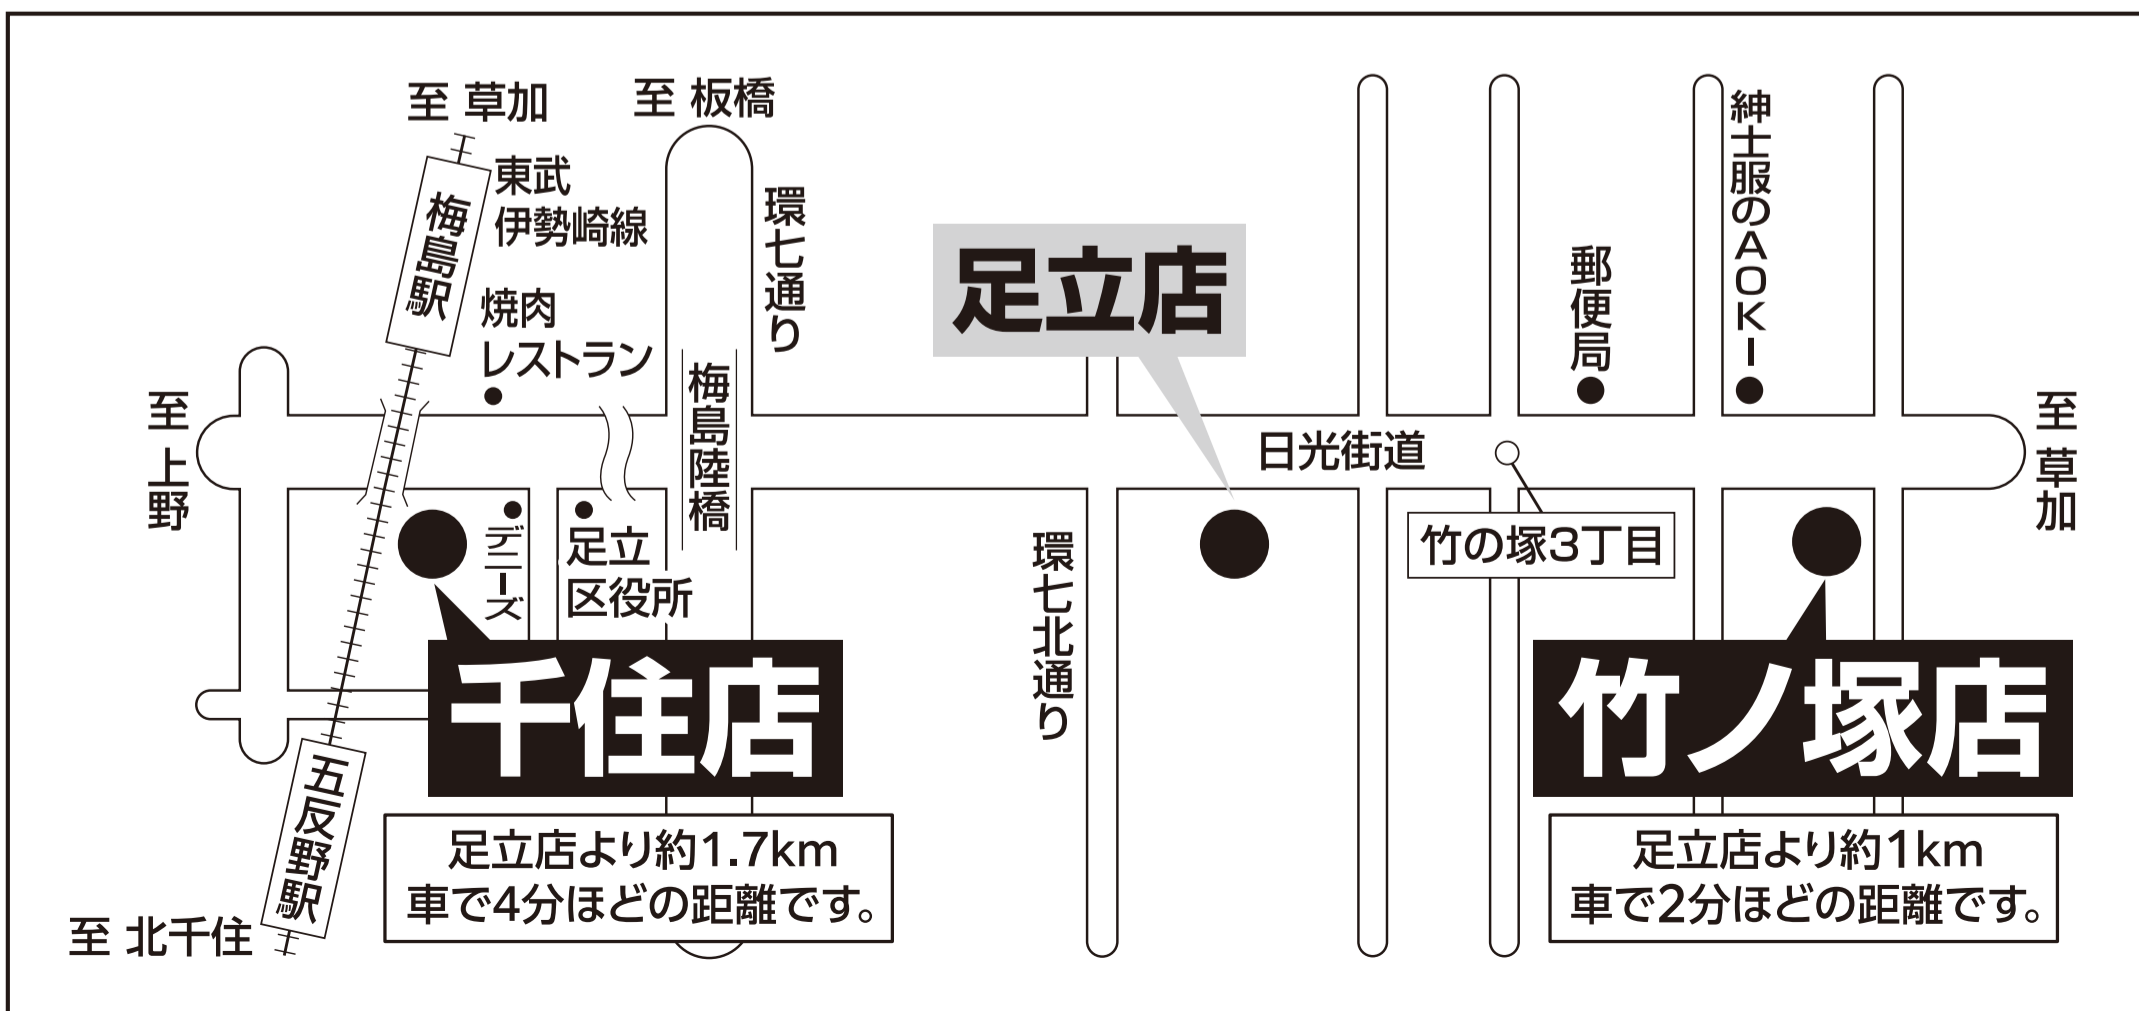 至 草加
至 板橋
東武
伊勢崎線
梅島駅
環七通り
紳士服のAOKI
足立店
郵便局
焼肉
レストラン
梅島陸橋
至 上野
日光街道
至 草加
デニーズ
足立
区役所
環七北通り
竹の塚3丁目
千住店
竹ノ塚店
五反野駅
足立店より約1.7km
車で4分ほどの距離です。
足立店より約1km
車で2分ほどの距離です。
至 北千住